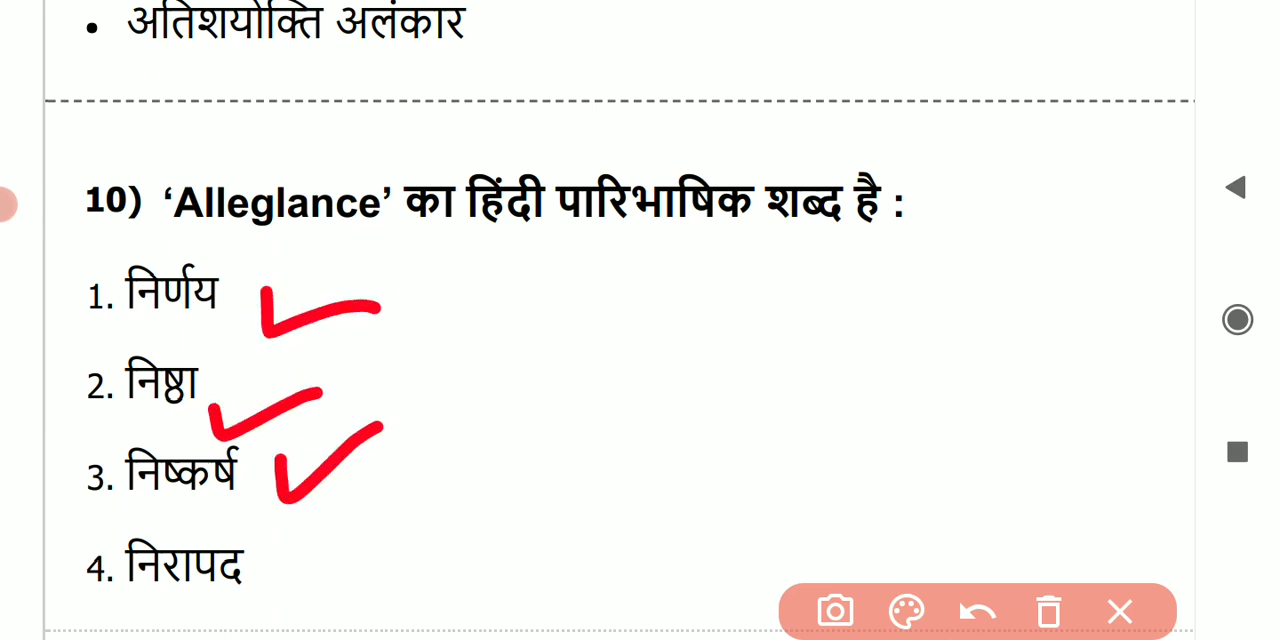 • अतिशयोक्ति अलंकार
10) ‘Alleglance’ का हिंदी पारिभाषिक शब्द है :
1. निर्णय
2. निष्ठा
3. निष्कर्ष
4. निरापद